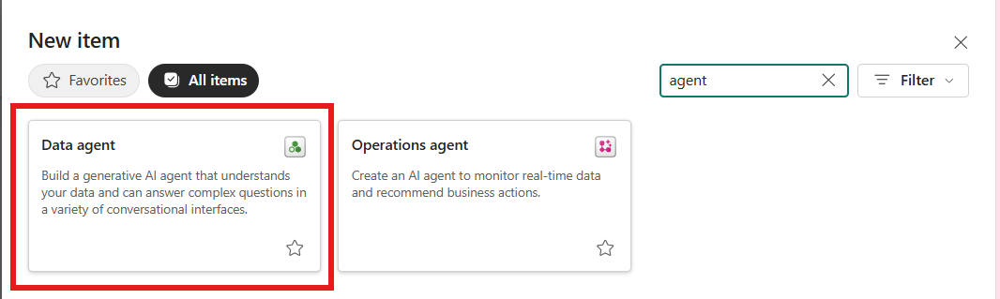 New item
Favorites
All items
agent
Filter
Data agent
Build a generative AI agent that understands
your data and can answer complex questions in
a variety of conversational interfaces.
Operations agent
Create an AI agent to monitor real-time data
and recommend business actions.